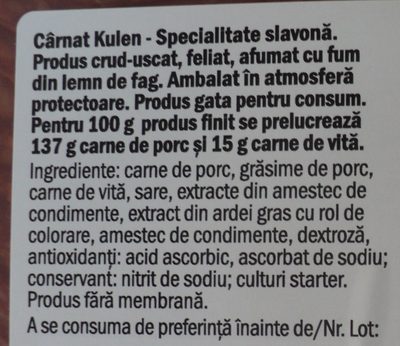 Cârnat Kulen - Specialitate slavonă.
Produs crud-uscat, feliat, afumat cu fum
din lemn de fag. Ambalat în atmosferă
protectoare. Produs gata pentru consum.
Pentru 100 g produs finit se prelucrează
137 g carne de porc și 15 g carne de vită.
Ingrediente: carne de porc, grăsime de porc,
carne de vită, sare, extracte din amestec de
condimente, extract din ardei gras cu rol de
colorare, amestec de condimente, dextroză,
antioxidanți: acid ascorbic, ascorbat de sodiu;
conservant: nitrit de sodiu; culturi starter.
Produs fără membrană.
A se consuma de preferință înainte de/Nr. Lot: